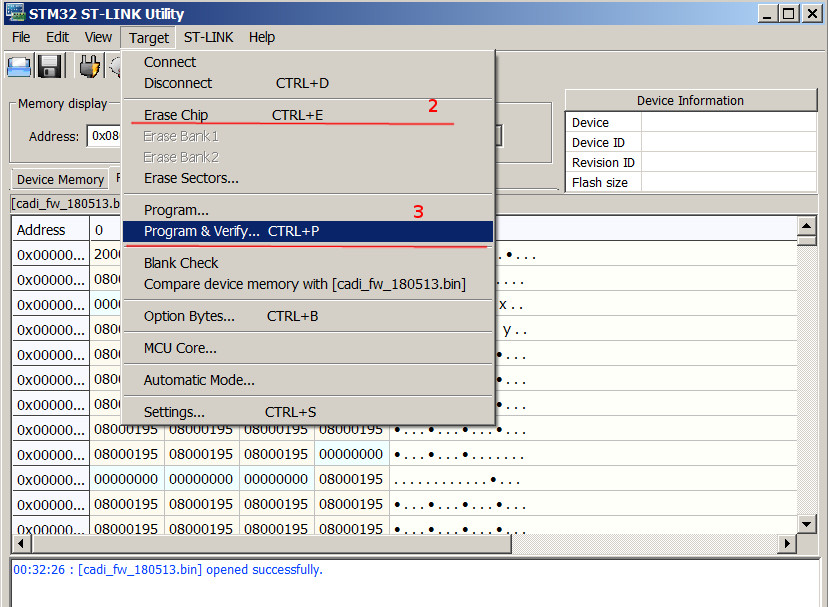 STM32 ST-LINK Utility
File Edit View Target ST-LINK Help
Connect
Disconnect CTRL+D
Memory display
Erase Chip CTRL+E 2
Address: 0x08
Erase Bank1
Erase Bank2
Erase Sectors...
Device Information
Device
Device ID
Revision ID
Flash size
Device Memory
[cadi_fw_180513.b
Program... 3
Program & Verify... CTRL+P
Blank Check
Compare device memory with [cadi_fw_180513.bin]
Option Bytes... CTRL+B
MCU Core...
Automatic Mode...
Settings... CTRL+S
Address 0
0x00000... 2000 .•...
0x00000... 0800 ....
0x00000... 0000 x..
0x00000... 0800 y..
0x00000... 0800 •...
0x00000... 0800 •...
0x00000... 0800 •...
0x00000... 08000195 08000195 08000195 08000195 •...•...•...•...
0x00000... 08000195 08000195 08000195 00000000 •...•...•.......
0x00000... 00000000 00000000 00000000 08000195 ............•...
0x00000... 08000195 08000195 08000195 08000195 •...•...•...•...
0x00000... 08000195 08000195 08000195 08000195 •...•...•...•...
00:32:26 : [cadi_fw_180513.bin] opened successfully.